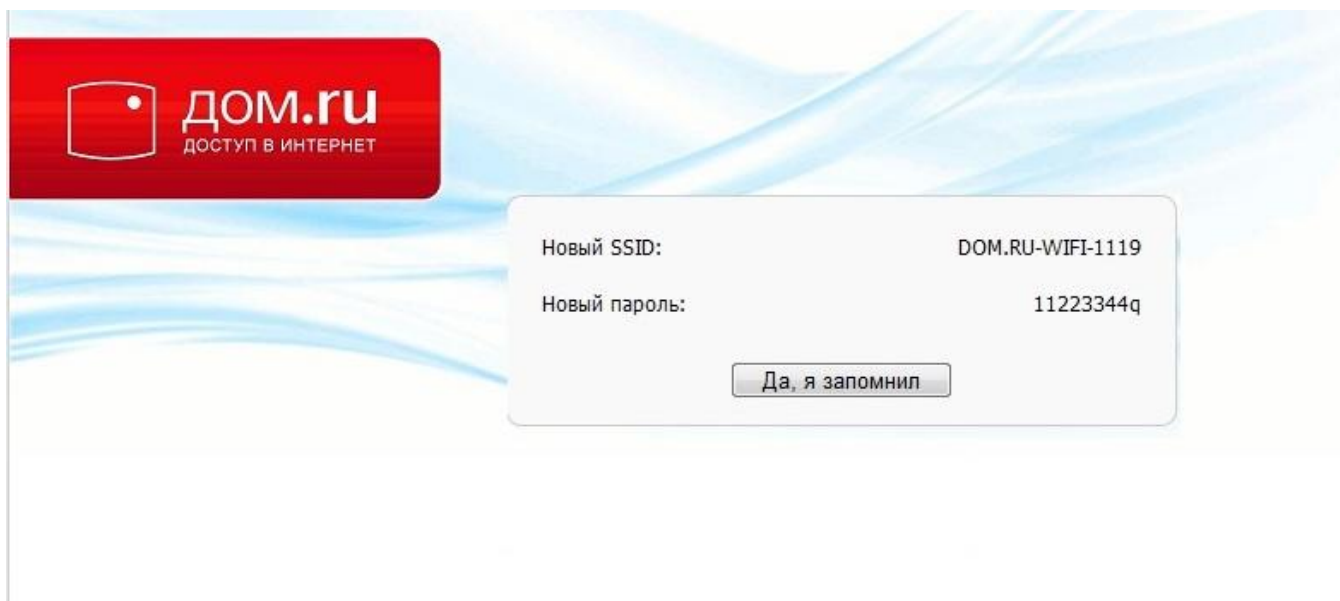 ДОМ.ru
ДОСТУП В ИНТЕРНЕТ
Новый SSID: DOM.RU-WIFI-1119
Новый пароль: 11223344q
Да, я запомнил